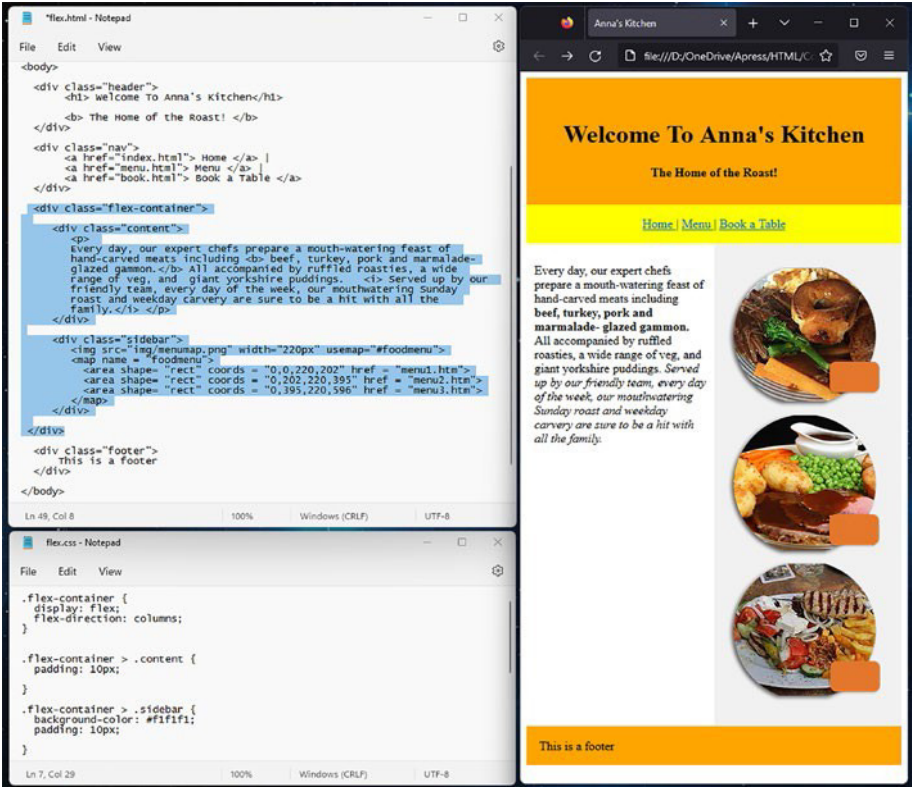 *flex.html - Notepad
File Edit View
<body>
<div class="header">
<h1> Welcome To Anna's Kitchen</h1>
<b> The Home of the Roast! </b>
</div>
<div class="nav">
<a href="index.html"> Home </a> |
<a href="menu.html"> Menu </a> |
<a href="book.html"> Book a Table </a>
</div>
<div class="flex-container">
<div class="content">
<p>
Every day, our expert chefs prepare a mouth-watering feast of
hand-carved meats including <b> beef, turkey, pork and marmalade-
glazed gammon.</b> All accompanied by ruffled roasties, a wide
range of veg, and giant yorkshire puddings. <i> Served up by our
friendly team, every day of the week, our mouthwatering Sunday
roast and weekday carvery are sure to be a hit with all the
family.</i> </p>
</div>
<div class="sidebar">
<img src="img/menumap.png" width="220px" usemap="#foodmenu">
<map name = "foodmenu">
<area shape= "rect" coords = "0,0,220,202" href = "menu1.htm">
<area shape= "rect" coords = "0,202,220,395" href = "menu2.htm">
<area shape= "rect" coords = "0,395,220,596" href = "menu3.htm">
</map>
</div>
</div>
<div class="footer">
This is a footer
</div>
</body>
Ln 49, Col 8 100% Windows (CRLF) UTF-8
flex.css - Notepad
File Edit View
.flex-container {
display: flex;
flex-direction: columns;
}
.flex-container > .content {
padding: 10px;
}
.flex-container > .sidebar {
background-color: #f1f1f1;
padding: 10px;
}
Ln 7, Col 29 100% Windows (CRLF) UTF-8
Anna's Kitchen
file:///D:/OneDrive/Apress/HTML/
Welcome To Anna's Kitchen
The Home of the Roast!
Home | Menu | Book a Table
Every day, our expert chefs
prepare a mouth-watering feast of
hand-carved meats including
beef, turkey, pork and
marmalade- glazed gammon.
All accompanied by ruffled
roasties, a wide range of veg, and
giant yorkshire puddings. Served
up by our friendly team, every day
of the week, our mouthwatering
Sunday roast and weekday
carvery are sure to be a hit with
all the family.
This is a footer